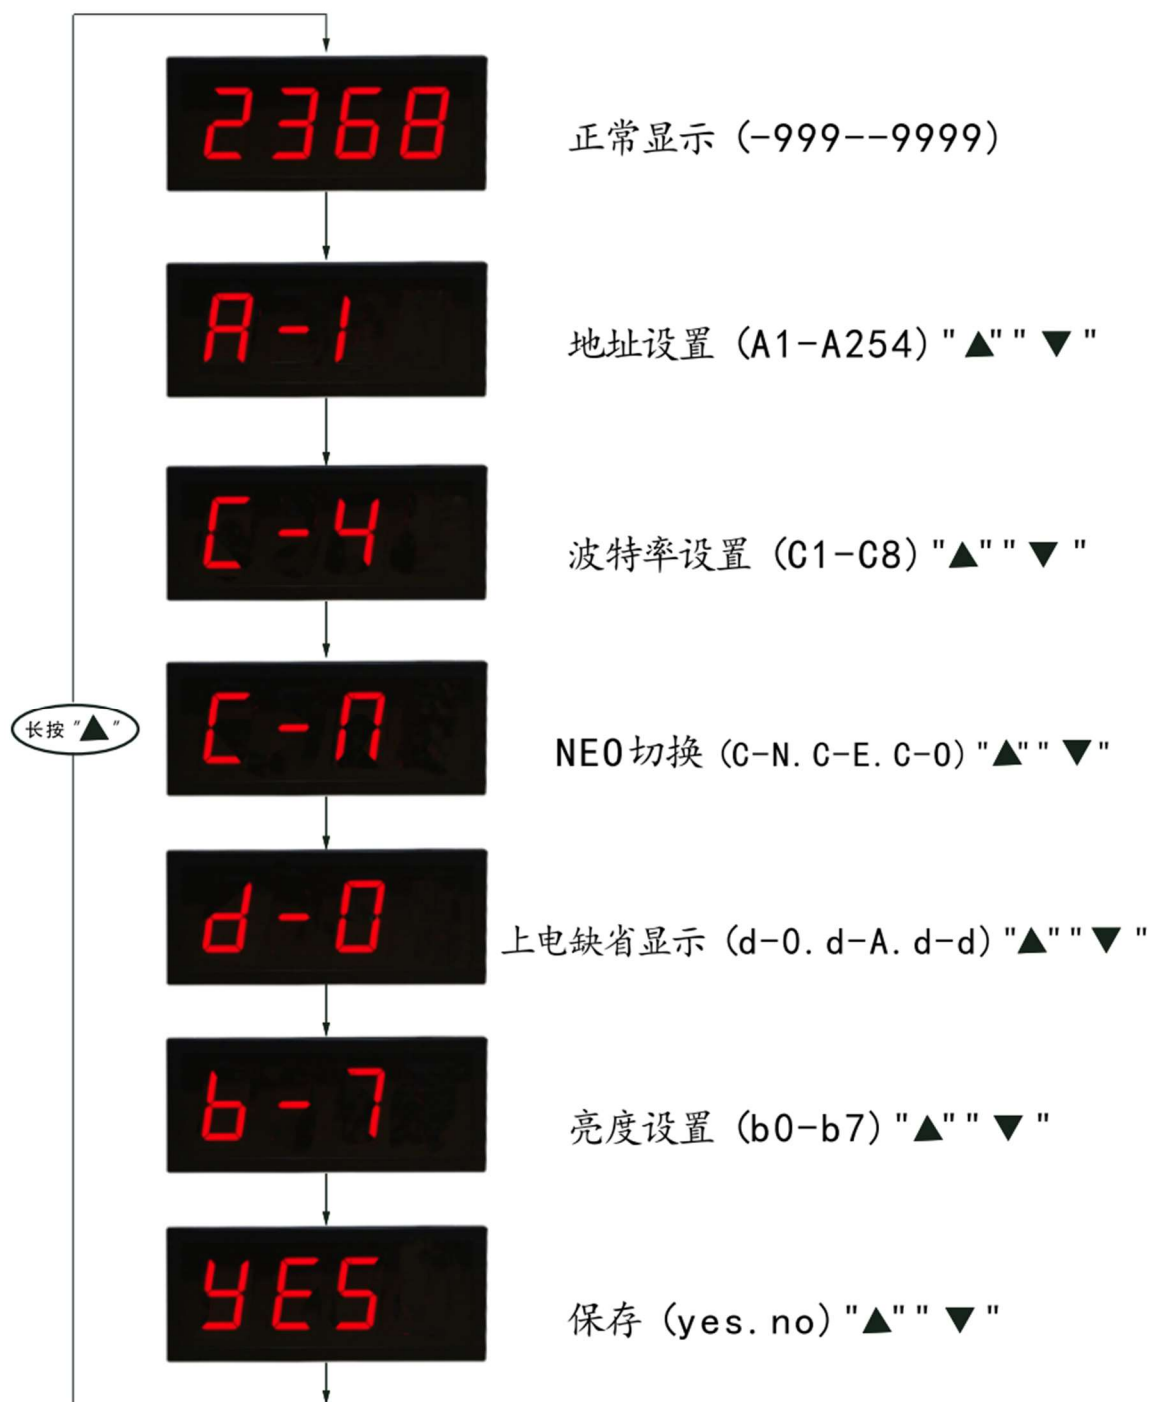 2368
正常显示 (-999--9999)
A-1
地址设置 (A1-A254) "▲" "▼"
C-4
波特率设置 (C1-C8) "▲" "▼"
C-N
长按 "▲"
NEO切换 (C-N. C-E. C-O) "▲" "▼"
d-0
上电缺省显示 (d-0. d-A. d-d) "▲" "▼"
b-7
亮度设置 (b0-b7) "▲" "▼"
YES
保存 (yes. no) "▲" "▼"